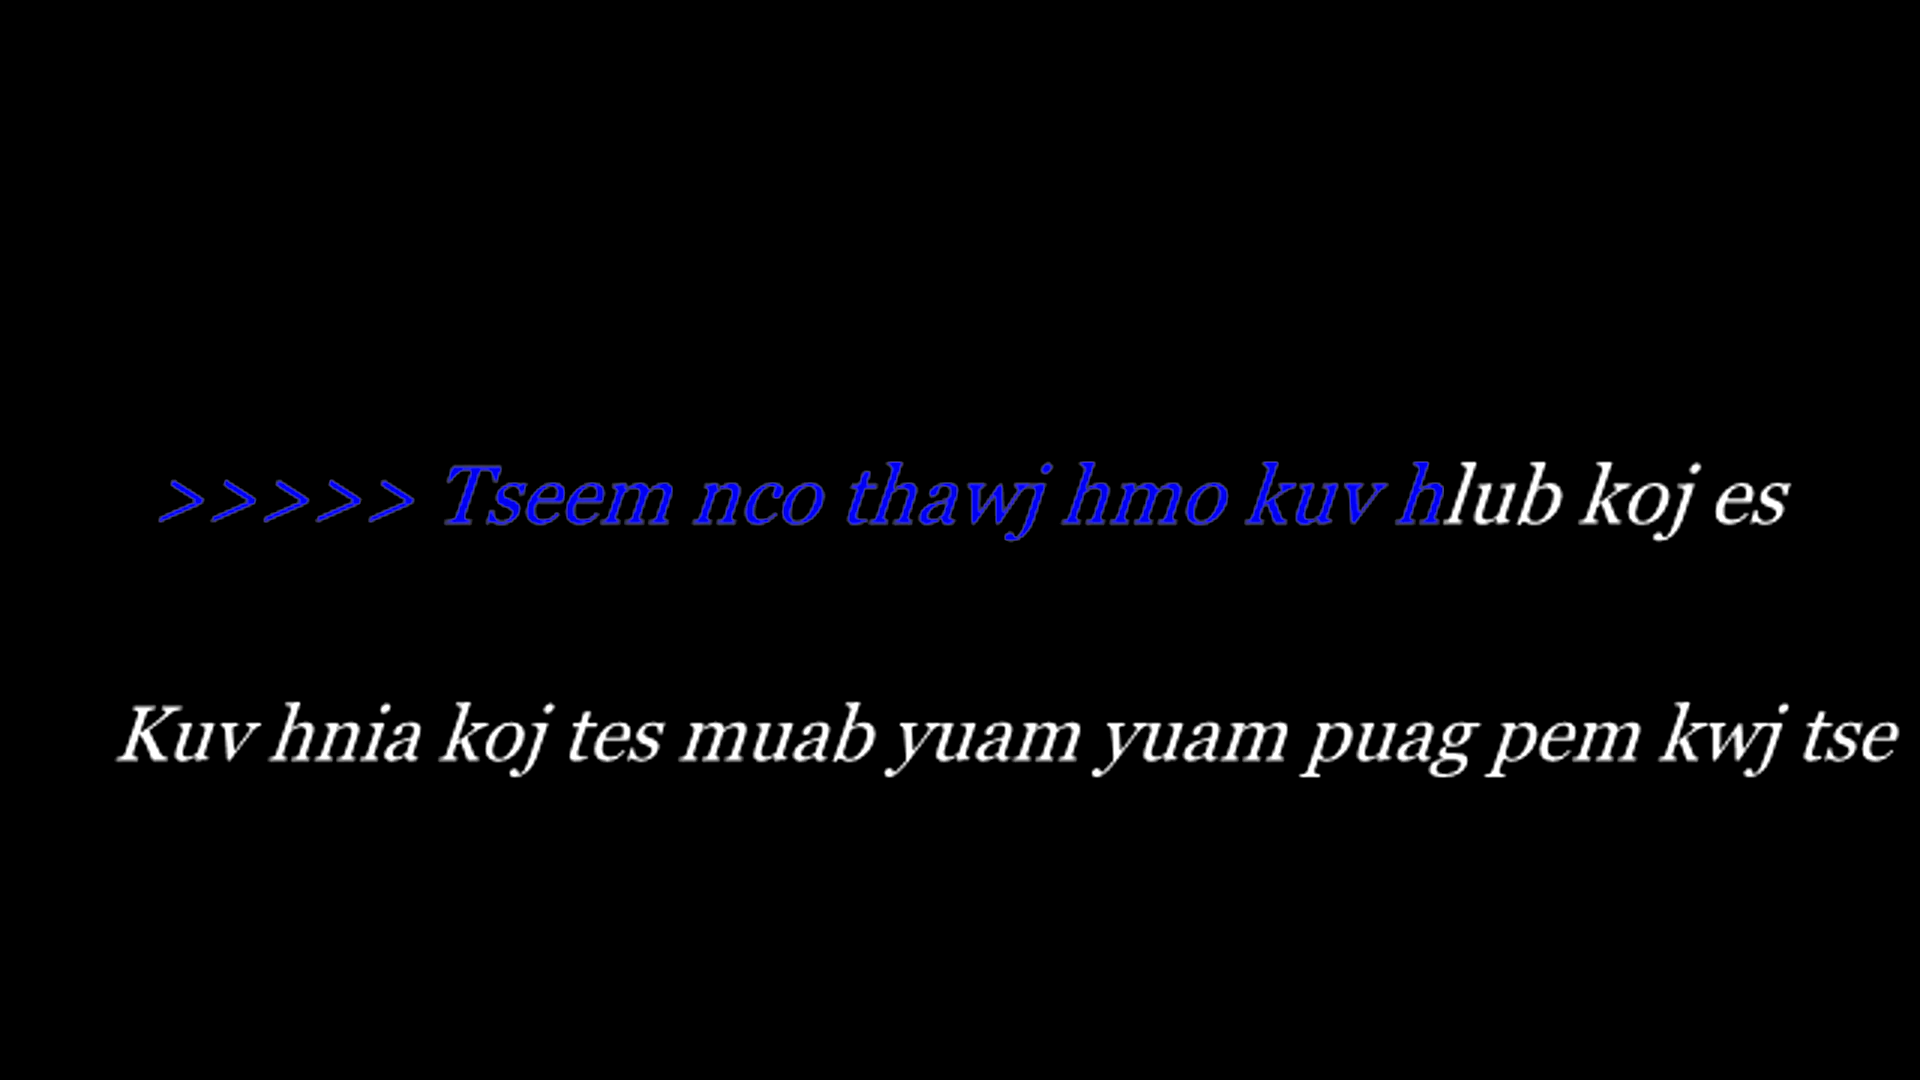 >>>>> Tseem nco thawj hmo kuv hlub koj es
Kuv hnia koj tes muab yuam yuam puag pem kwj tse